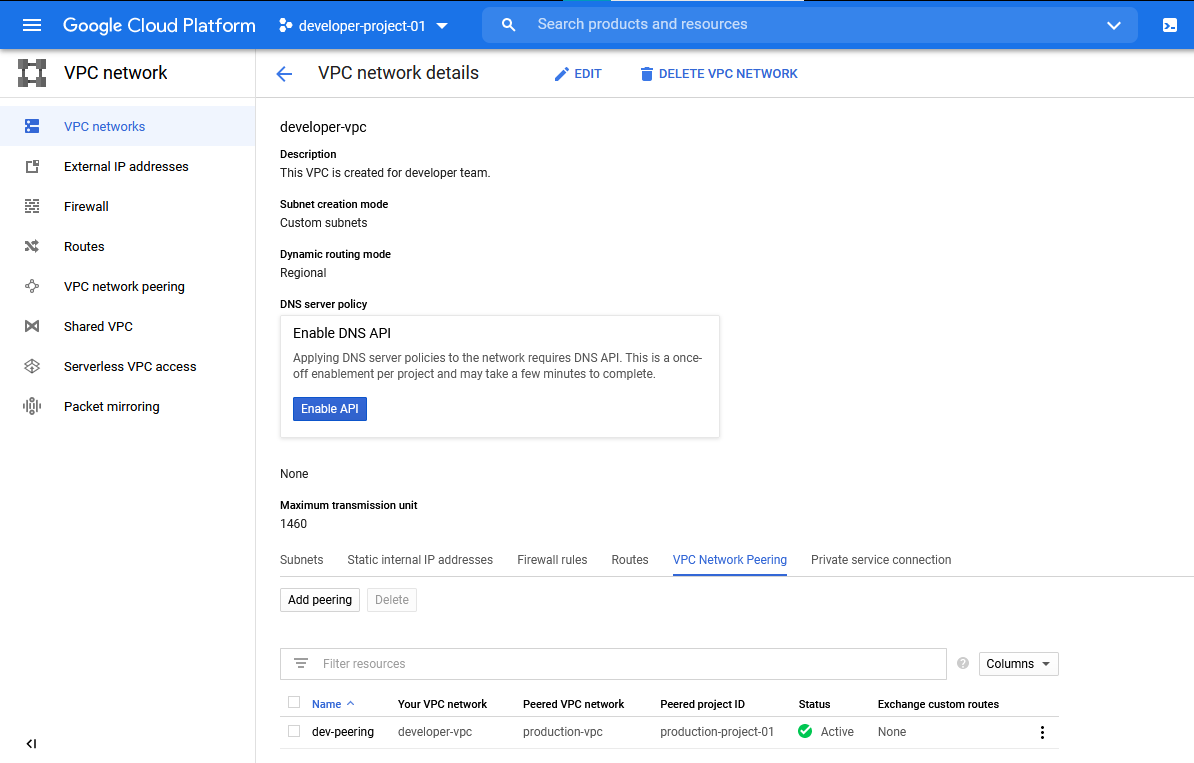 Google Cloud Platform
developer-project-01
Search products and resources
VPC network
VPC network details
EDIT
DELETE VPC NETWORK
VPC networks
External IP addresses
Firewall
Routes
VPC network peering
Shared VPC
Serverless VPC access
Packet mirroring
developer-vpc
Description
This VPC is created for developer team.
Subnet creation mode
Custom subnets
Dynamic routing mode
Regional
DNS server policy
Enable DNS API
Applying DNS server policies to the network requires DNS API. This is a once-
off enablement per project and may take a few minutes to complete.
Enable API
None
Maximum transmission unit
1460
Subnets Static internal IP addresses Firewall rules Routes VPC Network Peering Private service connection
Add peering Delete
Filter resources
Columns
Name Your VPC network Peered VPC network Peered project ID Status Exchange custom routes
dev-peering developer-vpc production-vpc production-project-01 Active None